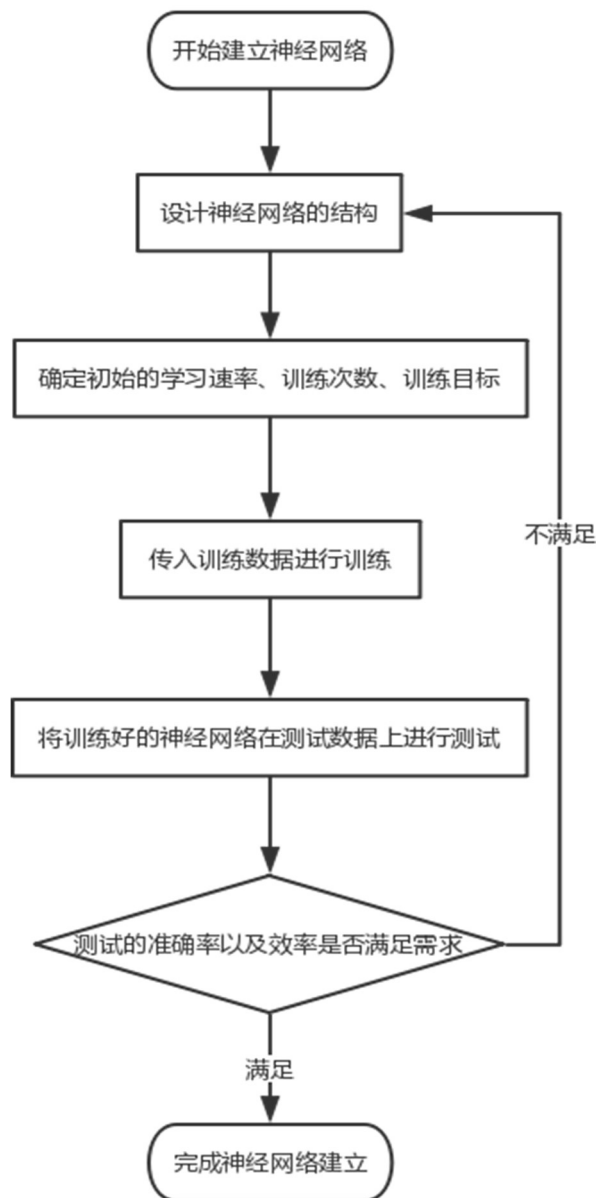 开始建立神经网络
设计神经网络的结构
确定初始的学习速率、训练次数、训练目标
传入训练数据进行训练
不满足
将训练好的神经网络在测试数据上进行测试
测试的准确率以及效率是否满足需求
满足
完成神经网络建立